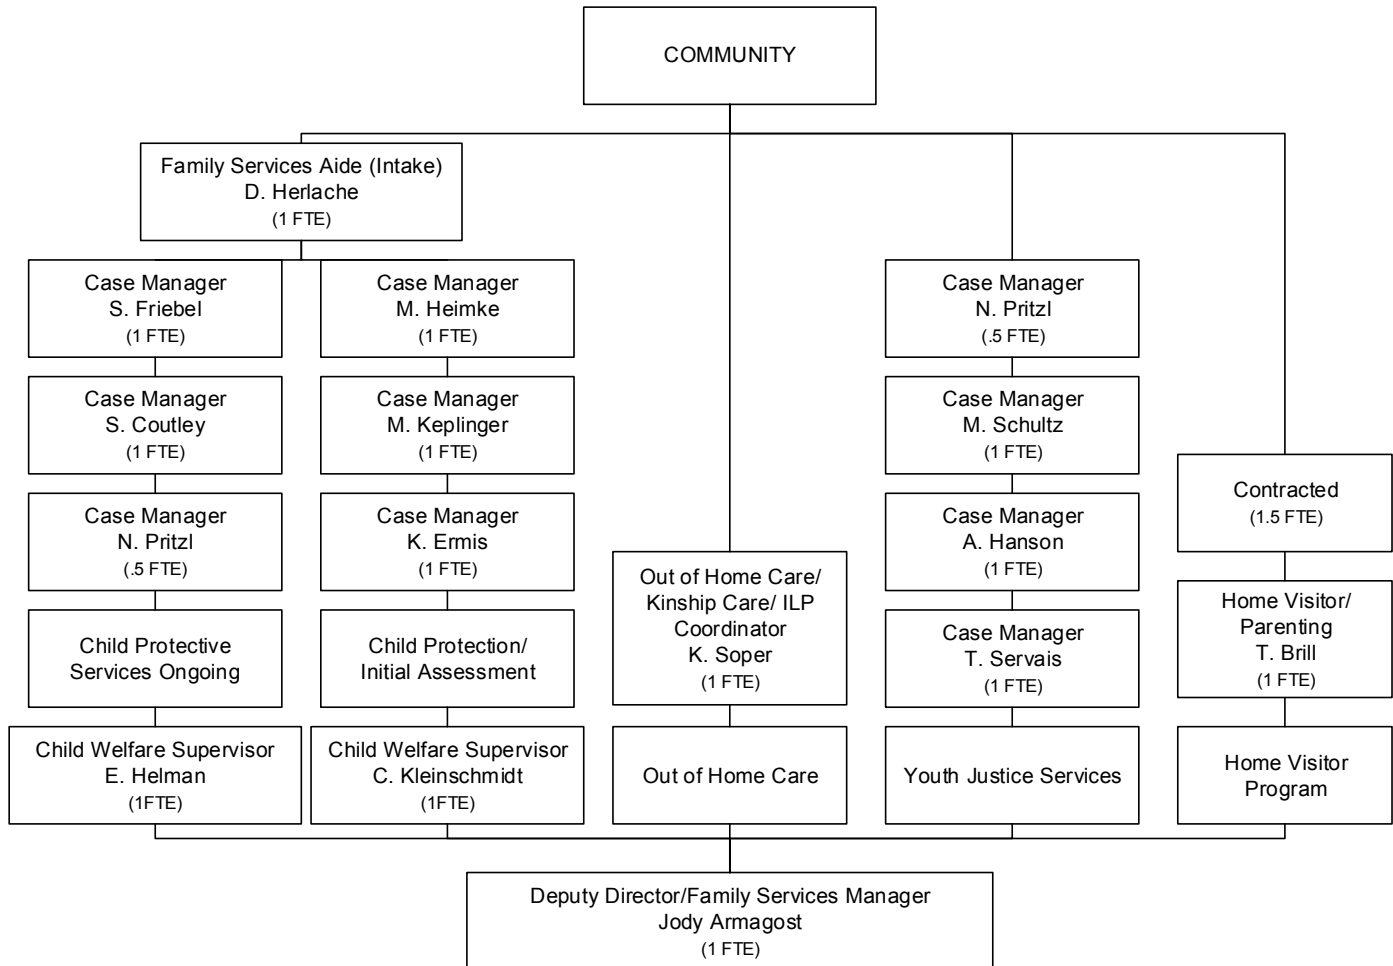 COMMUNITY
Family Services Aide (Intake)
D. Herlache
(1 FTE)
Case Manager
S. Friebel
(1 FTE)
Case Manager
S. Coutley
(1 FTE)
Case Manager
N. Pritzl
(.5 FTE)
Child Protective
Services Ongoing
Child Welfare Supervisor
E. Helman
(1FTE)
Case Manager
M. Heimke
(1 FTE)
Case Manager
M. Keplinger
(1 FTE)
Case Manager
K. Ermis
(1 FTE)
Child Protection/
Initial Assessment
Child Welfare Supervisor
C. Kleinschmidt
(1FTE)
Out of Home Care/
Kinship Care/ ILP
Coordinator
K. Soper
(1 FTE)
Out of Home Care
Case Manager
N. Pritzl
(.5 FTE)
Case Manager
M. Schultz
(1 FTE)
Case Manager
A. Hanson
(1 FTE)
Case Manager
T. Servais
(1 FTE)
Youth Justice Services
Contracted
(1.5 FTE)
Home Visitor/
Parenting
T. Brill
(1 FTE)
Home Visitor
Program
Deputy Director/Family Services Manager
Jody Armagost
(1 FTE)